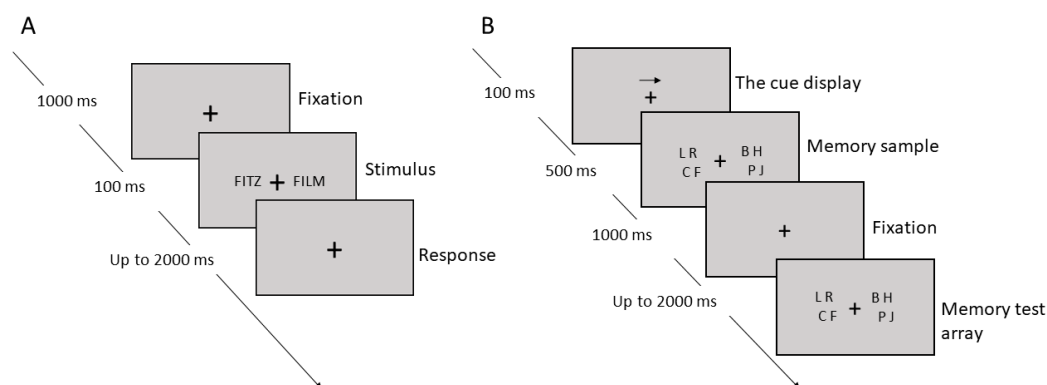 A
1000 ms
Fixation
100 ms
FITZ + FILM
Stimulus
Up to 2000 ms
+
Response
B
100 ms
The cue display
500 ms
L R B H
C F + P J
Memory sample
1000 ms
+
Fixation
Up to 2000 ms
L R B H
C F + P J
Memory test
array